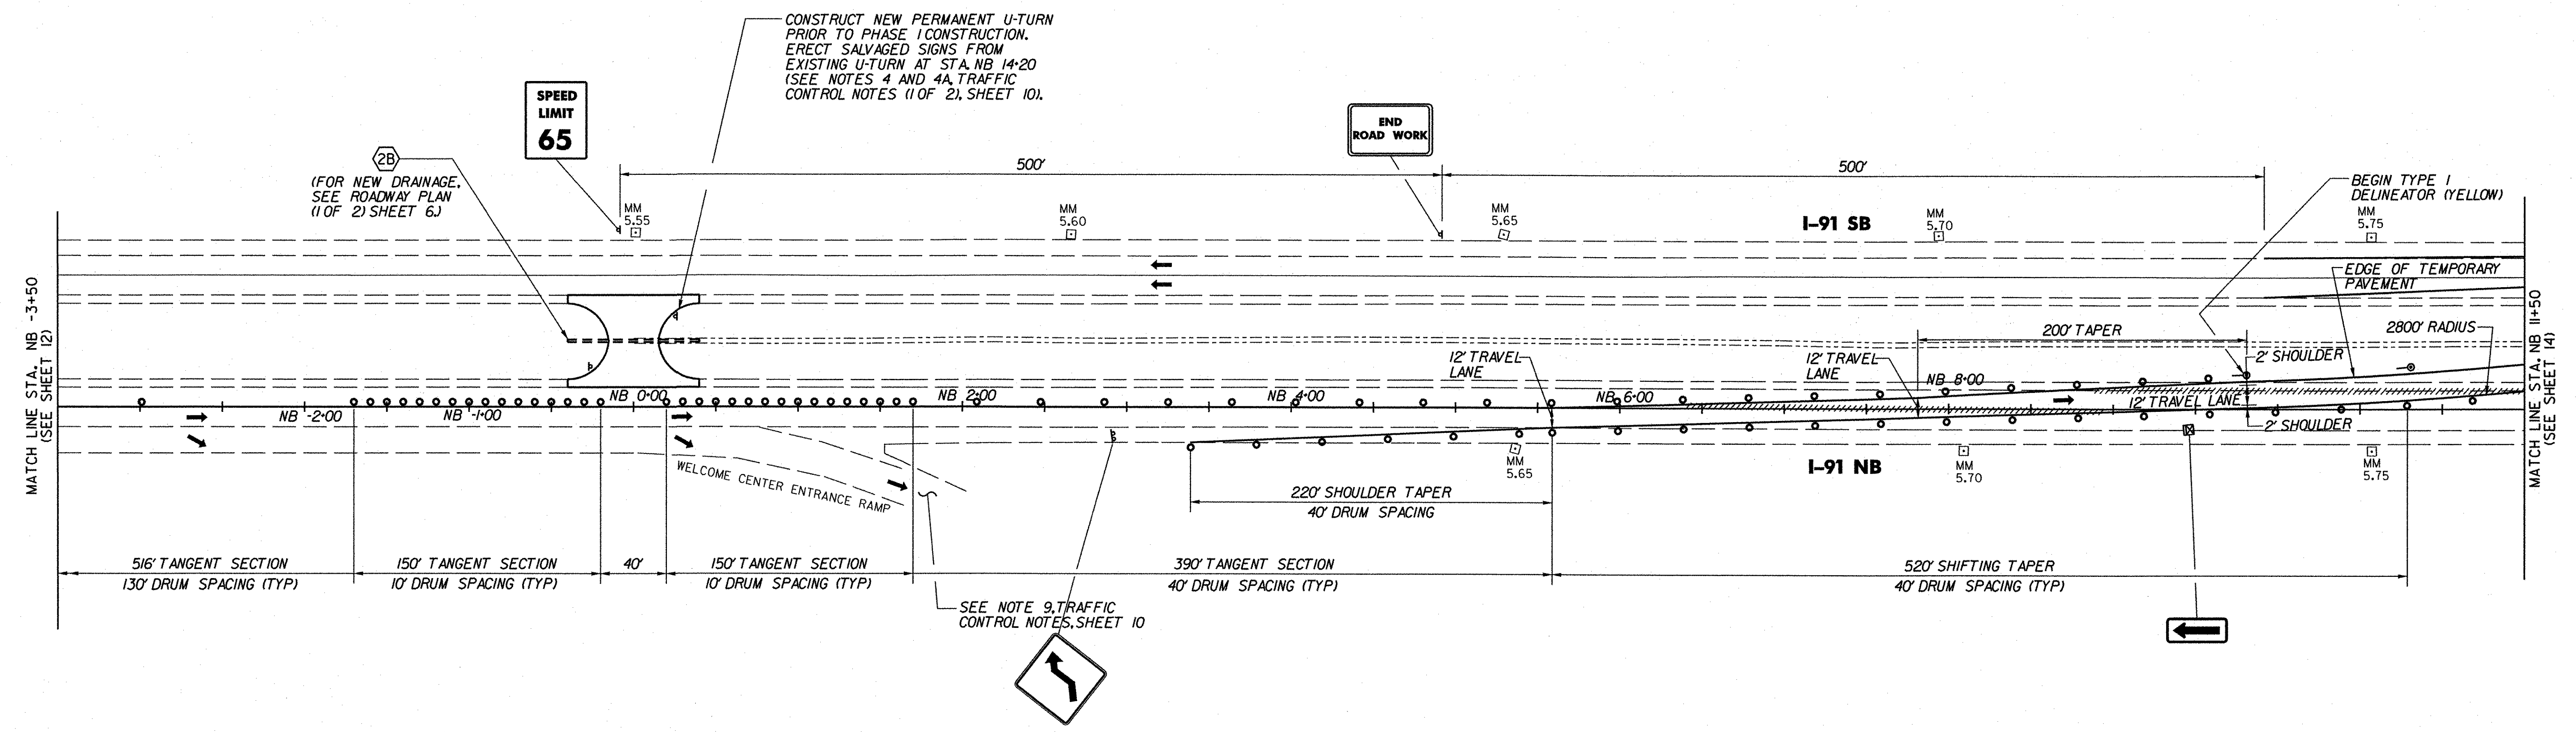 CONSTRUCT NEW PERMANENT U-TURN
PRIOR TO PHASE 1 CONSTRUCTION.
ERECT SALVAGED SIGNS FROM
EXISTING U-TURN AT STA. NB 14+20
(SEE NOTES 4 AND 4A, TRAFFIC
CONTROL NOTES (1 OF 2), SHEET 10).
SPEED
LIMIT
65
END
ROAD WORK
2B
(FOR NEW DRAINAGE,
SEE ROADWAY PLAN
(1 OF 2) SHEET 6.)
500'
500'
BEGIN TYPE 1
DELINEATOR (YELLOW)
MM
5.55
MM
5.60
MM
5.65
I-91 SB
MM
5.70
MM
5.75
EDGE OF TEMPORARY
PAVEMENT
MATCH LINE STA. NB -3+50
(SEE SHEET 12)
200' TAPER
2800' RADIUS
12' TRAVEL
LANE
12' TRAVEL
LANE
2' SHOULDER
NB -2+00
NB -1+00
NB 0+00
NB 2+00
NB 4+00
NB 6+00
NB 8+00
12' TRAVEL LANE
2' SHOULDER
MATCH LINE STA. NB 11+50
(SEE SHEET 14)
WELCOME CENTER ENTRANCE RAMP
MM
5.65
I-91 NB
MM
5.70
MM
5.75
220' SHOULDER TAPER
40' DRUM SPACING
516' TANGENT SECTION
130' DRUM SPACING (TYP)
150' TANGENT SECTION
10' DRUM SPACING (TYP)
40'
150' TANGENT SECTION
10' DRUM SPACING (TYP)
390' TANGENT SECTION
40' DRUM SPACING (TYP)
520' SHIFTING TAPER
40' DRUM SPACING (TYP)
SEE NOTE 9, TRAFFIC
CONTROL NOTES, SHEET 10